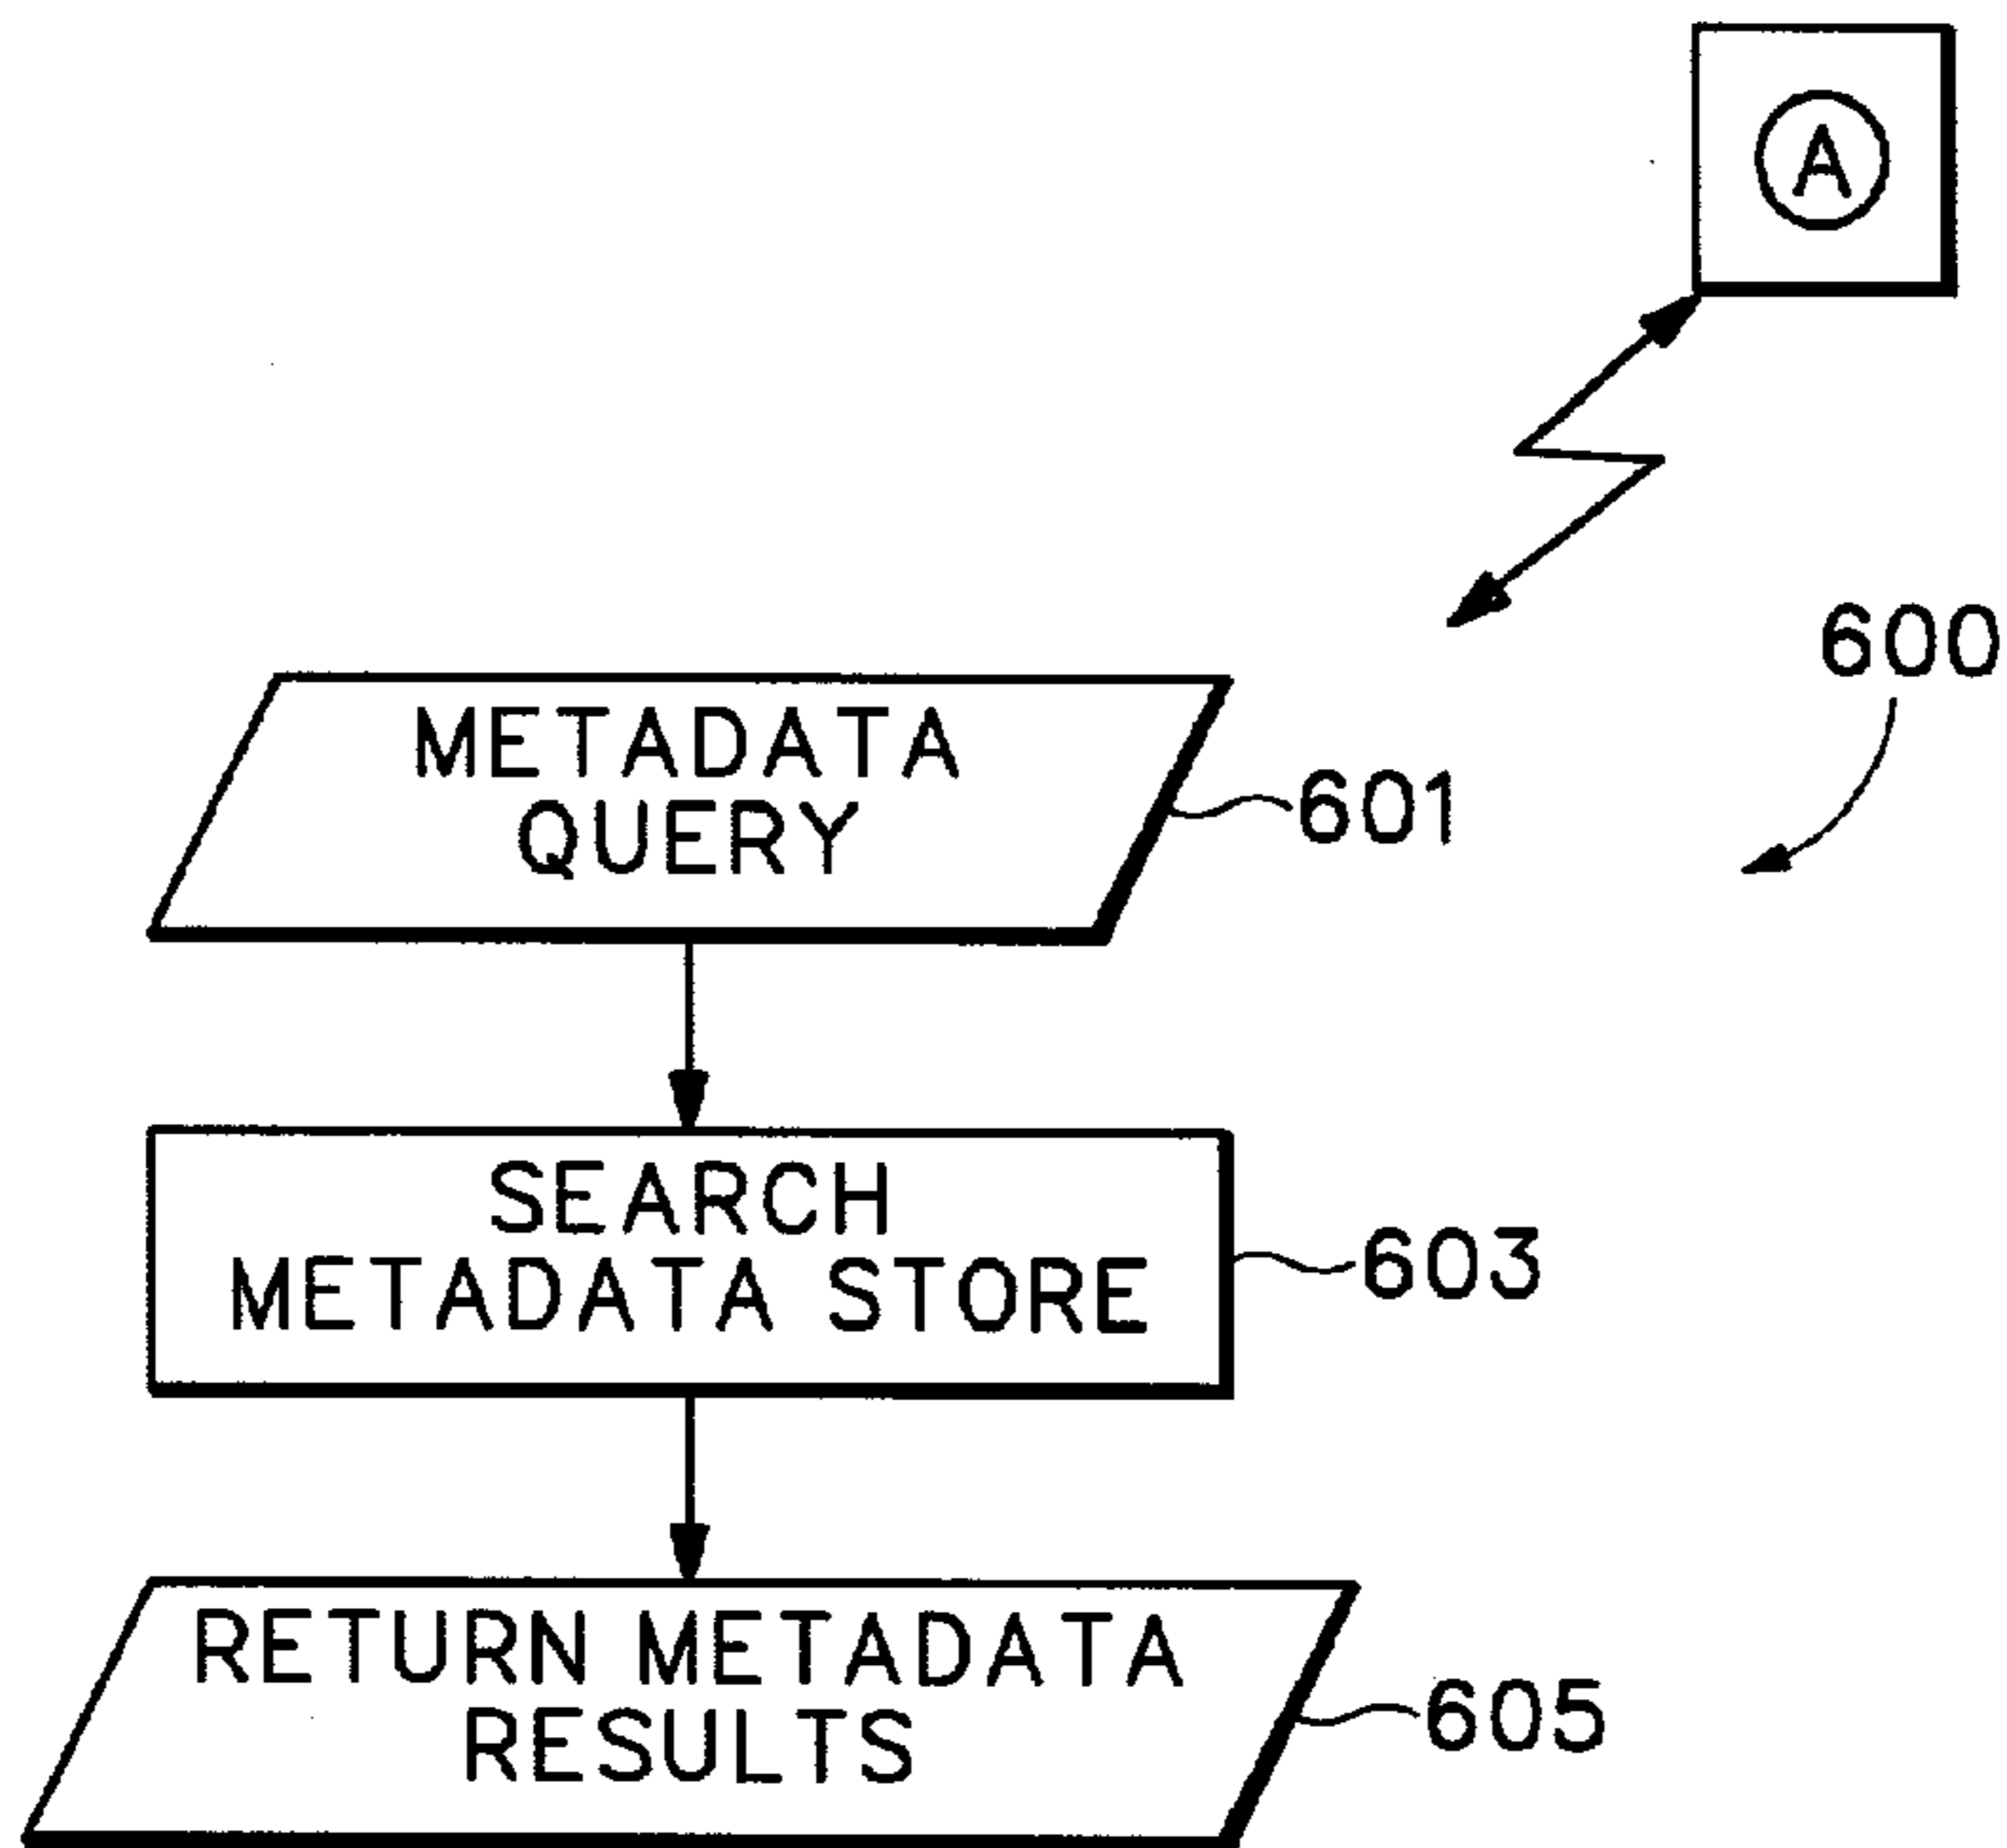 A
600
METADATA
QUERY
601
SEARCH
METADATA STORE
603
RETURN METADATA
RESULTS
605